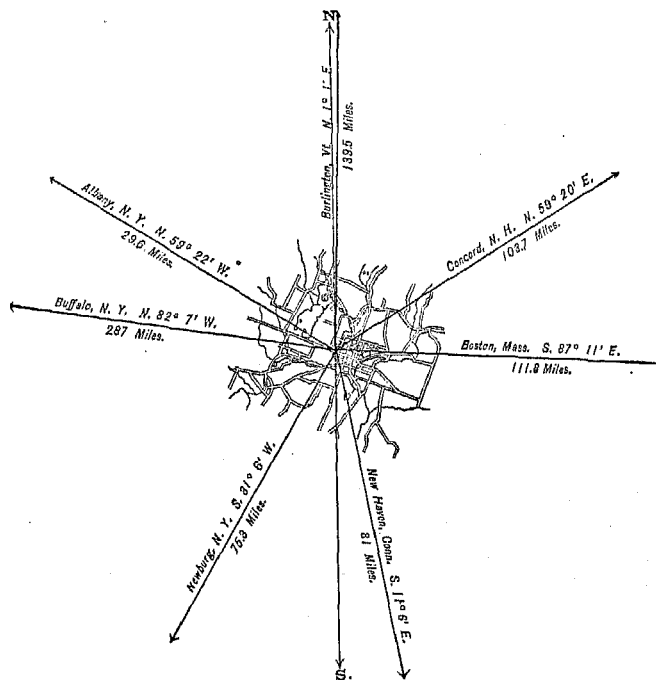 N
Burlington, Vt. N. 1° 1' E.
139.5 Miles.
Albany, N. Y. N. 59° 22' W.
29.6 Miles.
Concord, N. H. N. 59° 20' E.
103.7 Miles.
Buffalo, N. Y. N. 82° 7' W.
287 Miles.
Boston, Mass. S. 87° 11' E.
111.8 Miles.
Newburg, N. Y. S. 31° 6' W.
76.3 Miles.
New Haven, Conn. S. 11° 6' E.
81 Miles.
S.